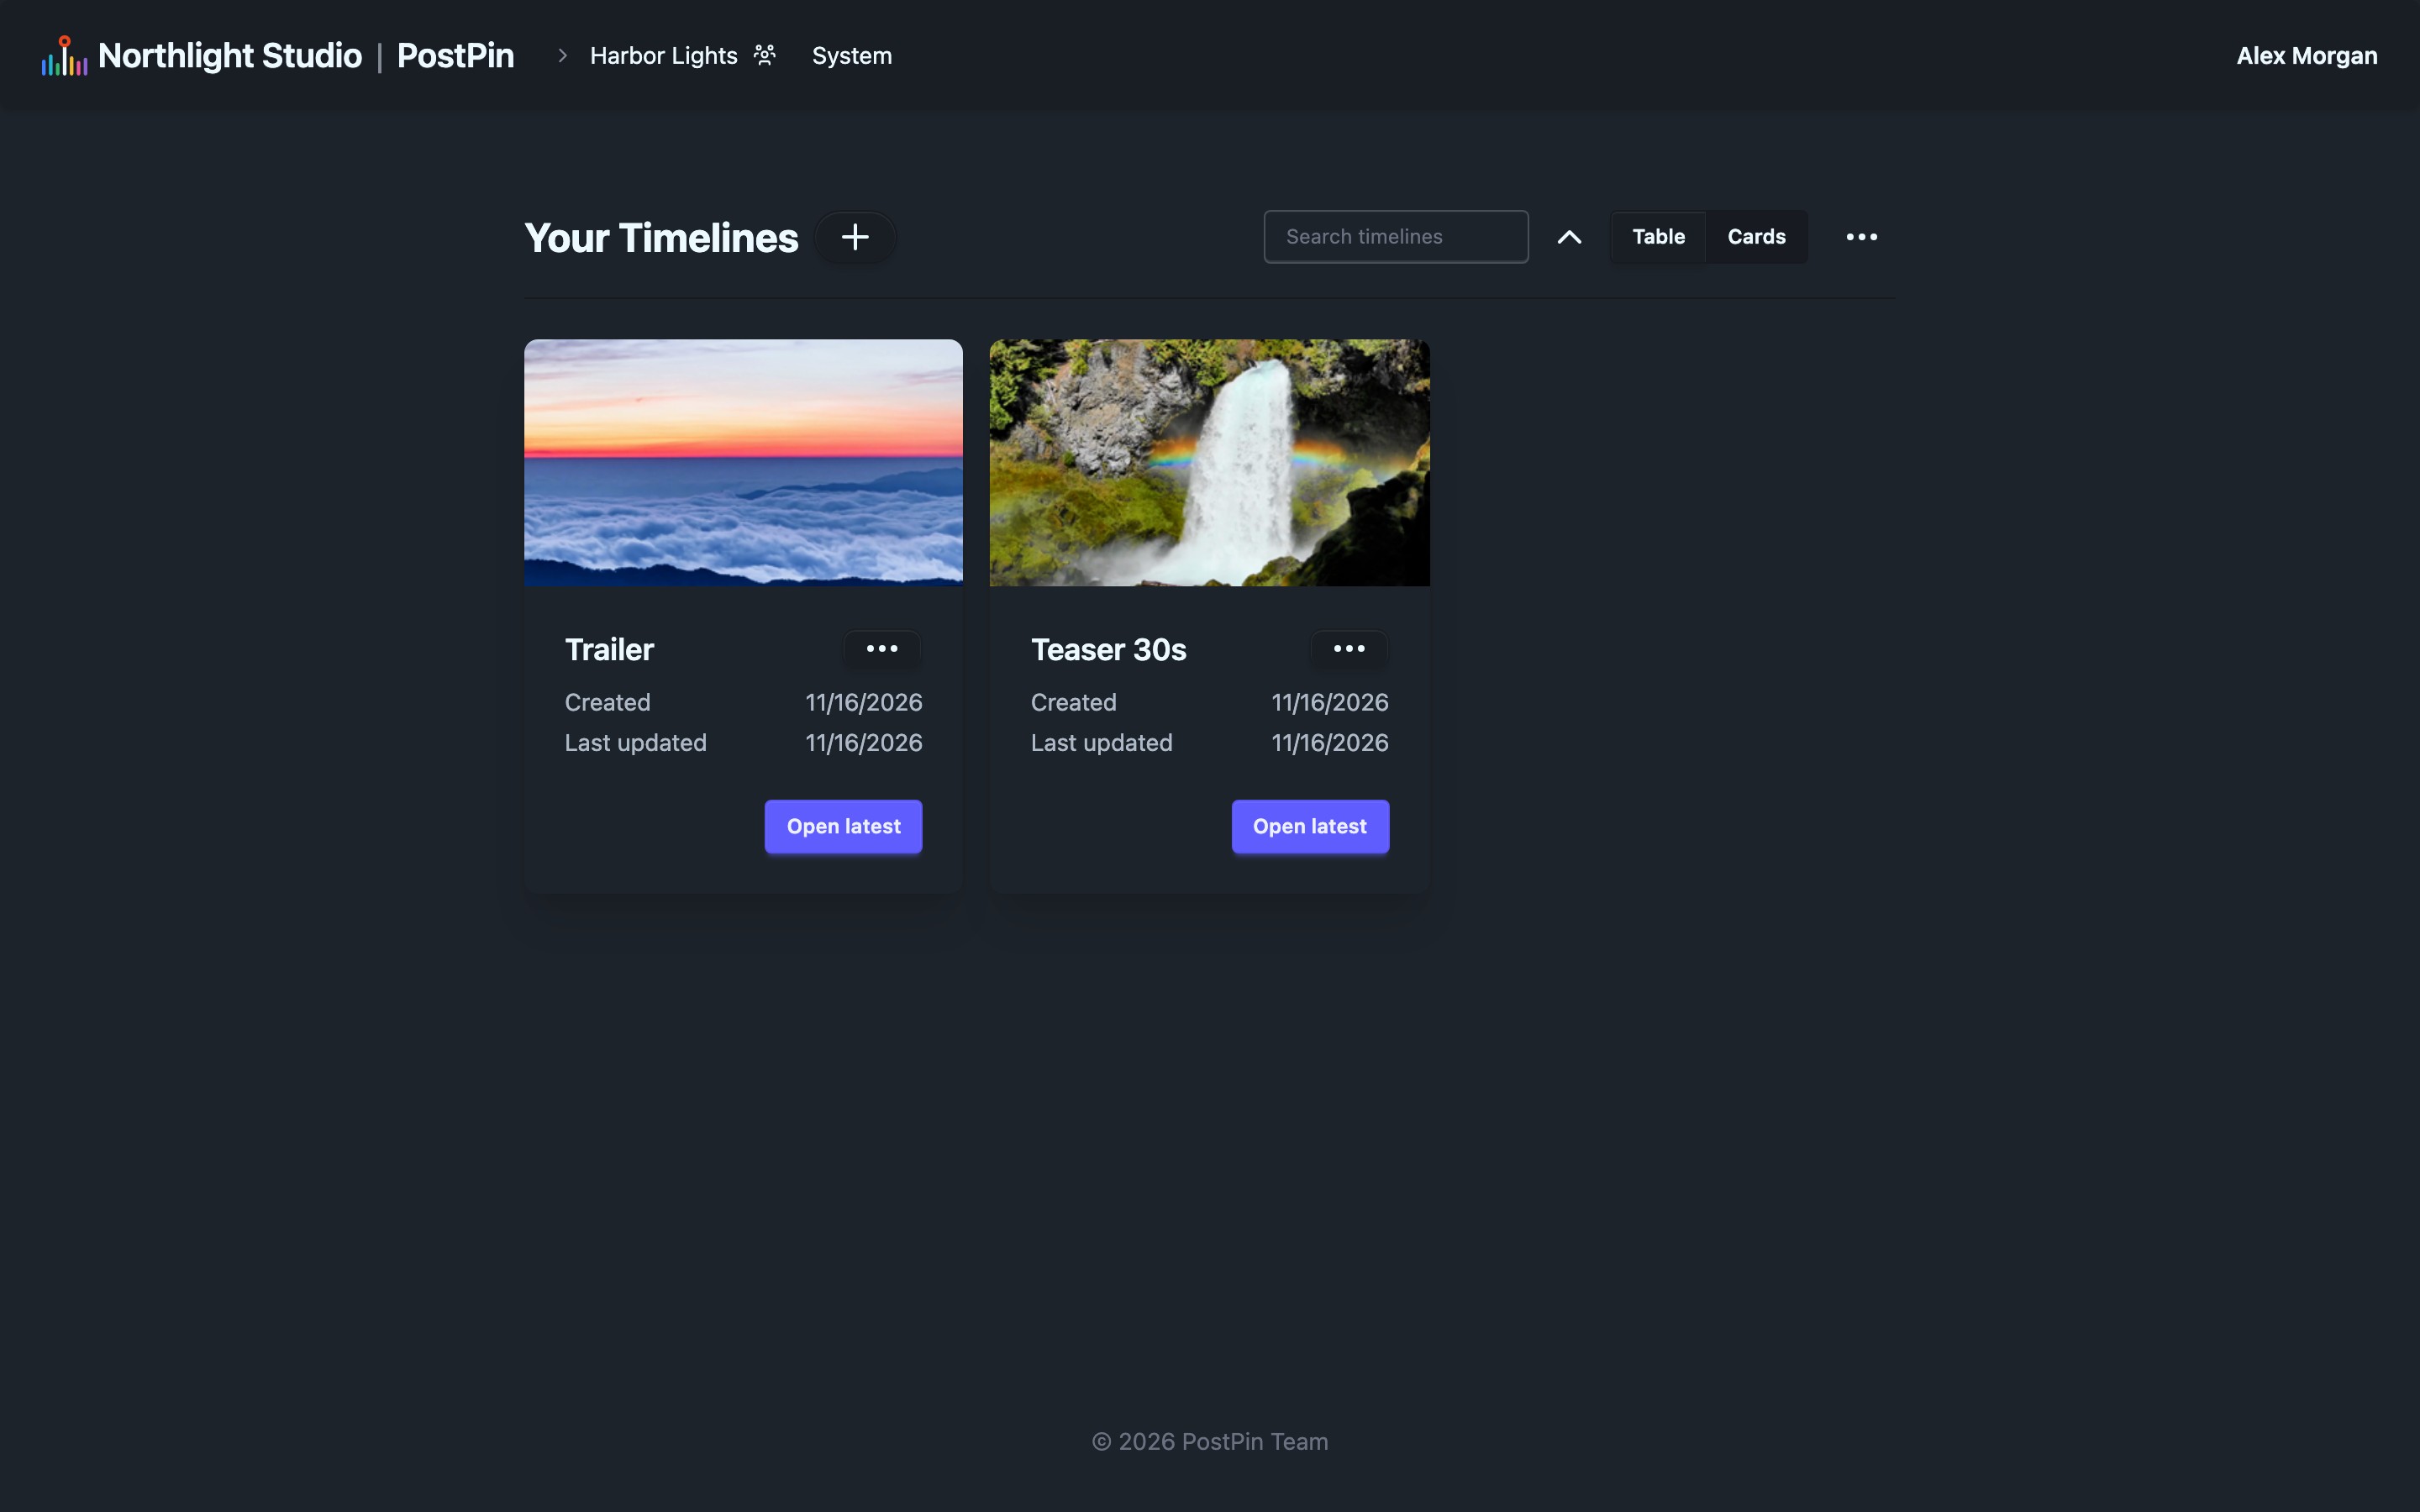 Northlight Studio | PostPin
Harbor Lights
System
Alex Morgan
Your Timelines
Search timelines
Table
Cards
Trailer
Created 11/16/2026
Last updated 11/16/2026
Open latest
Teaser 30s
Created 11/16/2026
Last updated 11/16/2026
Open latest
© 2026 PostPin Team